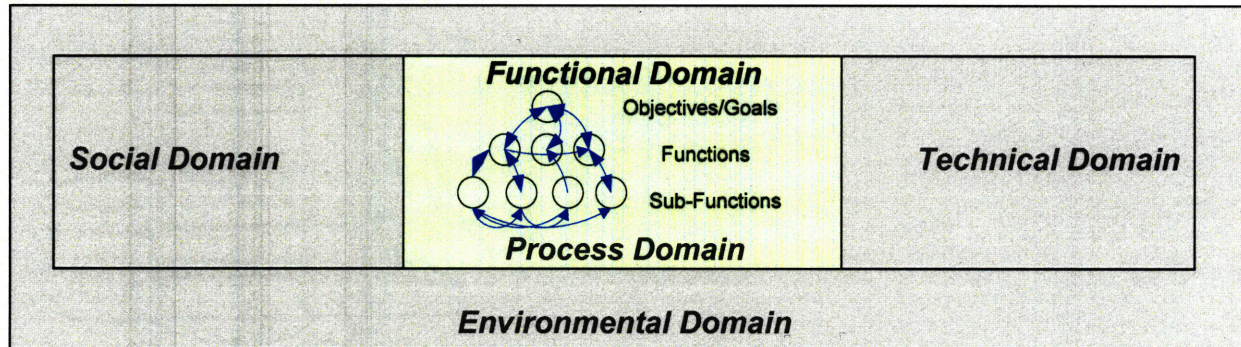 Functional Domain
Objectives/Goals
Social Domain
Functions
Technical Domain
Sub-Functions
Process Domain
Environmental Domain